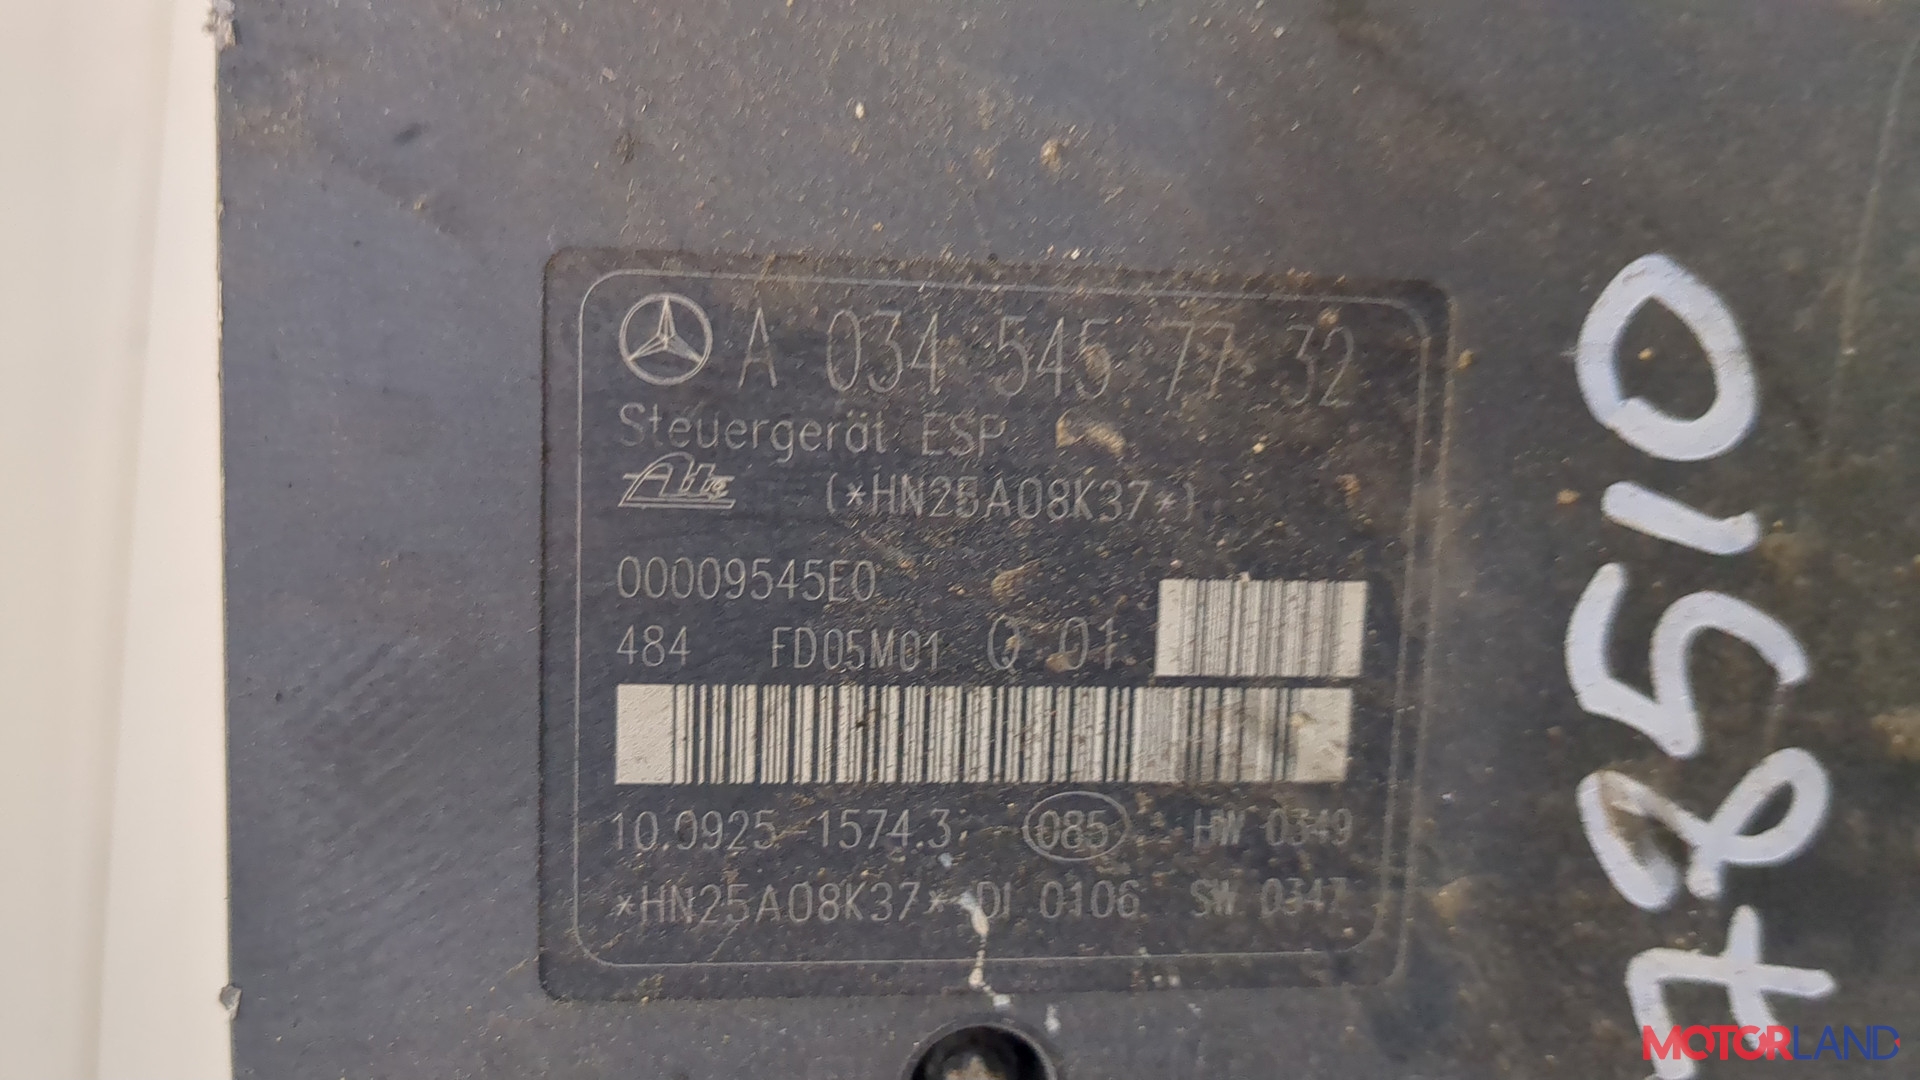 A 034 545 77 32
Steuergerät ESP
Ate (*HN25A08K37*)
00009545E0
484 FD05M01 Q 01
10.0925-1574.3 085 HW 0349
*HN25A08K37* DI 0106 SW 0347
78510
MOTORLAND